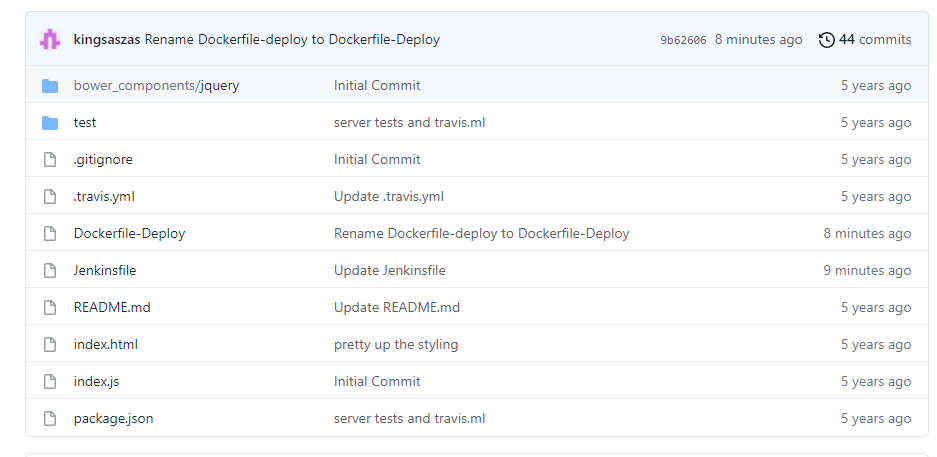 kingsaszas Rename Dockerfile-deploy to Dockerfile-Deploy 9b62606 8 minutes ago 44 commits
bower_components/jquery Initial Commit 5 years ago
test server tests and travis.ml 5 years ago
.gitignore Initial Commit 5 years ago
.travis.yml Update .travis.yml 5 years ago
Dockerfile-Deploy Rename Dockerfile-deploy to Dockerfile-Deploy 8 minutes ago
Jenkinsfile Update Jenkinsfile 9 minutes ago
README.md Update README.md 5 years ago
index.html pretty up the styling 5 years ago
index.js Initial Commit 5 years ago
package.json server tests and travis.ml 5 years ago